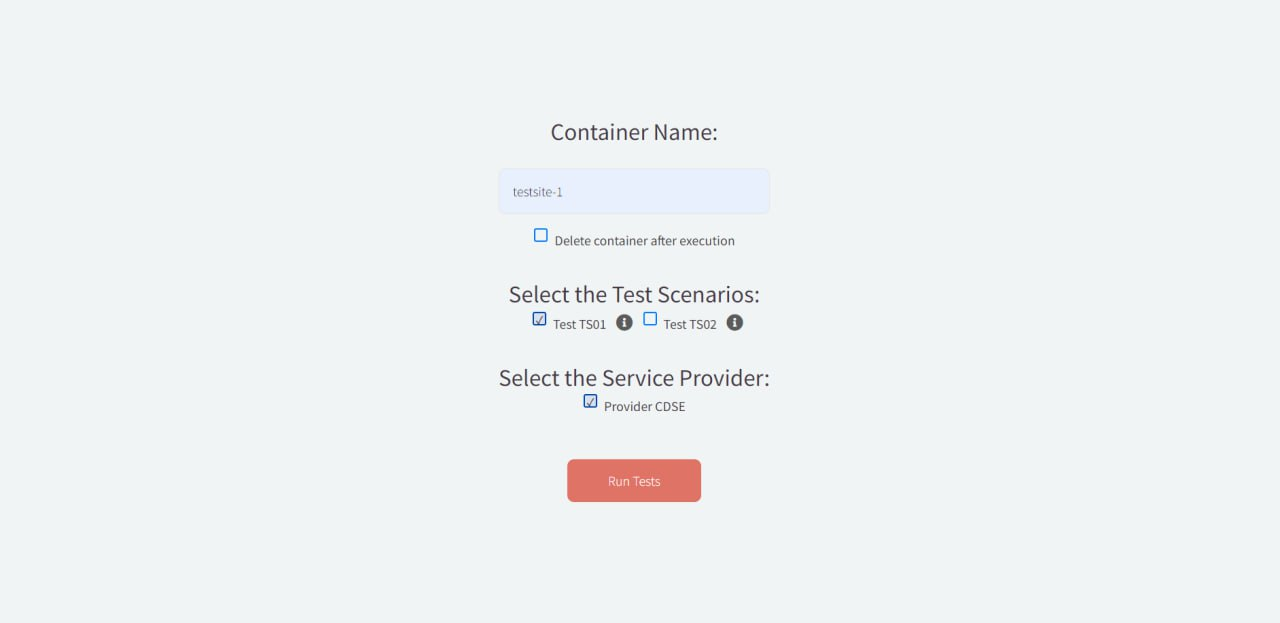 Container Name:
testsite-1
Delete container after execution
Select the Test Scenarios:
Test TS01 Test TS02
Select the Service Provider:
Provider CDSE
Run Tests